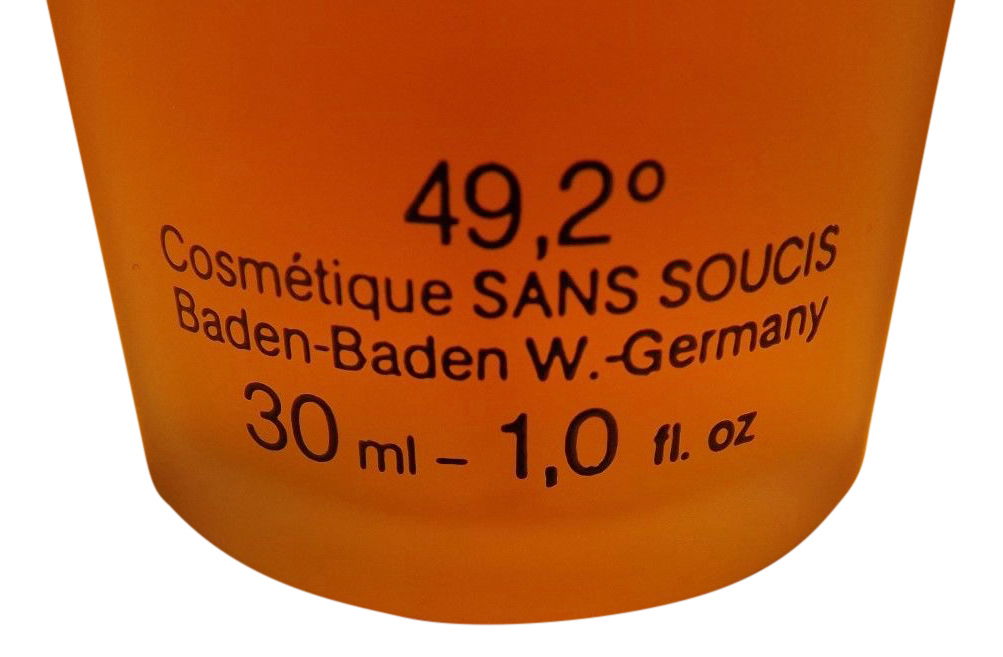 49,2°
Cosmétique SANS SOUCIS
Baden-Baden W.-Germany
30 ml – 1,0 fl. oz